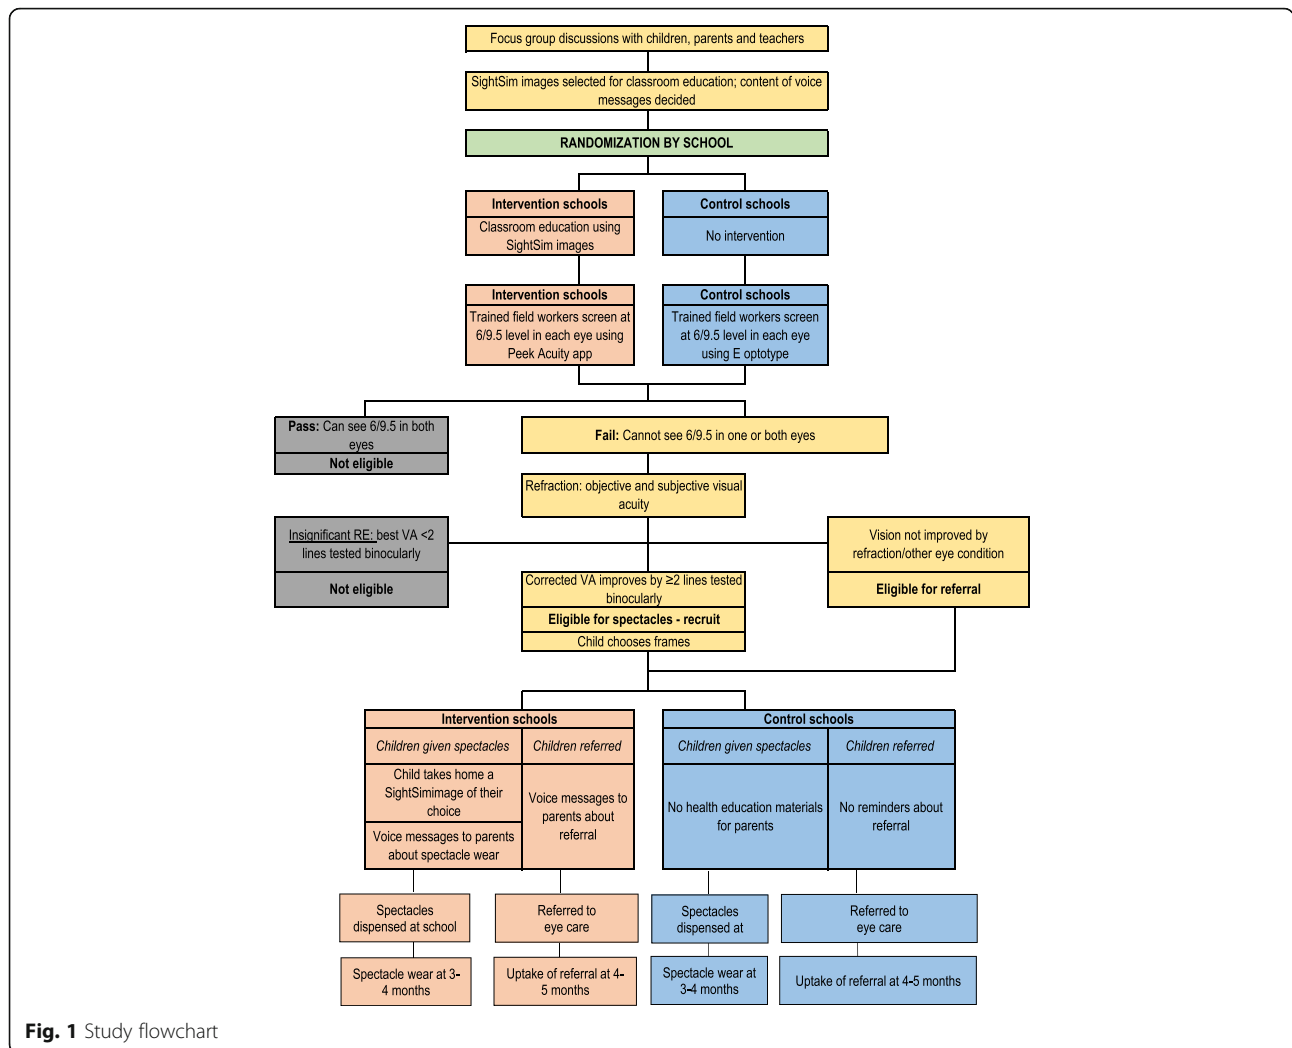 Focus group discussions with children, parents and teachers
SightSim images selected for classroom education; content of voice
messages decided
RANDOMIZATION BY SCHOOL
Intervention schools
Classroom education using
SightSim images
Control schools
No intervention
Intervention schools
Trained field workers screen at
6/9.5 level in each eye using
Peek Acuity app
Control schools
Trained field workers screen
at 6/9.5 level in each eye
using E optotype
Pass: Can see 6/9.5 in both
eyes
Not eligible
Fail: Cannot see 6/9.5 in one or both eyes
Refraction: objective and subjective visual
acuity
Insignificant RE: best VA <2
lines tested binocularly
Not eligible
Vision not improved by
refraction/other eye condition
Eligible for referral
Corrected VA improves by ≥2 lines tested
binocularly
Eligible for spectacles - recruit
Child chooses frames
Intervention schools
Children given spectacles
Children referred
Child takes home a
SightSimimage of their
choice
Voice messages to parents
about spectacle wear
Voice messages to
parents about
referral
Control schools
Children given spectacles
Children referred
No health education materials
for parents
No reminders about
referral
Spectacles
dispensed at school
Referred to
eye care
Spectacles
dispensed at
Referred to
eye care
Spectacle wear at 3-
4 months
Uptake of referral at 4-
5 months
Spectacle wear at
3-4 months
Uptake of referral at 4-5 months
Fig. 1 Study flowchart